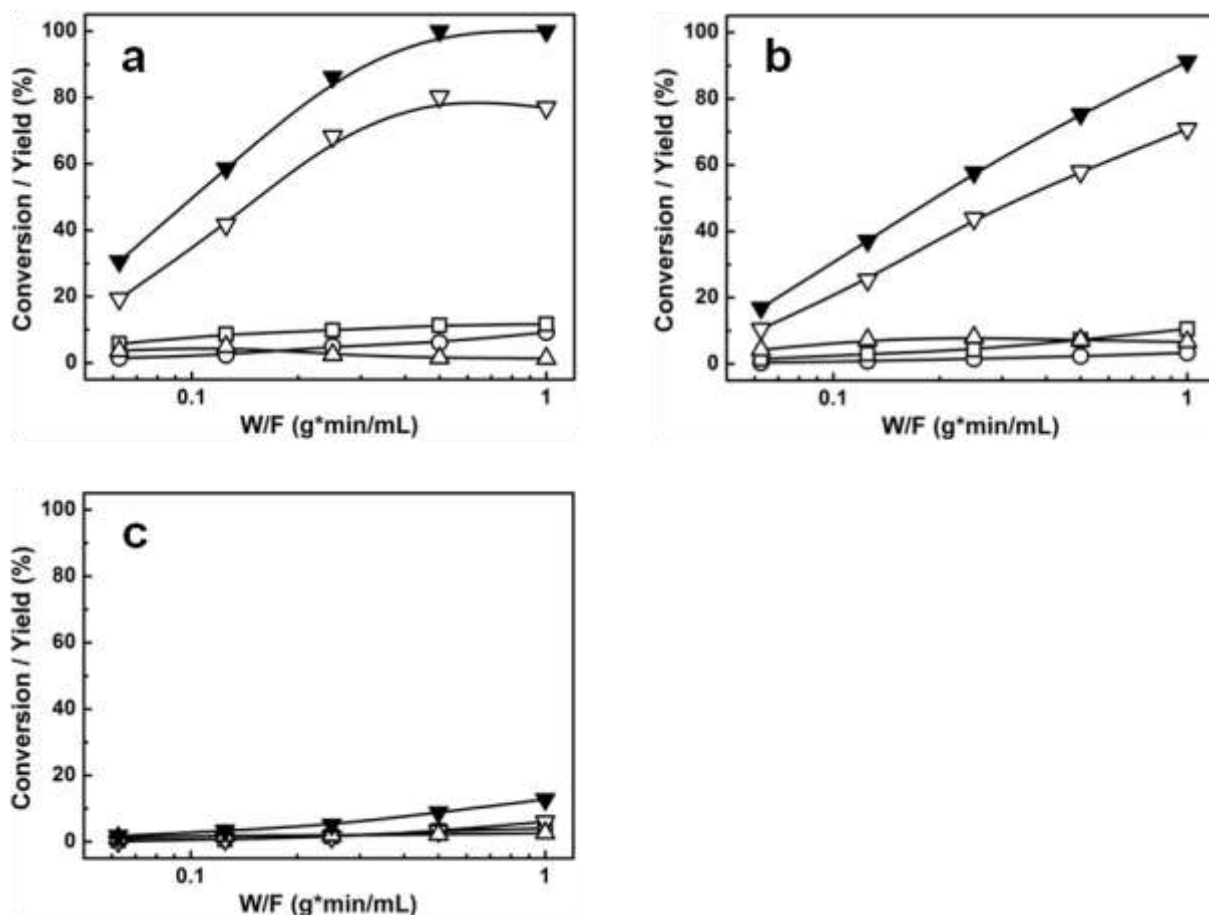 a
Conversion / Yield (%)
100
80
60
40
20
0
0.1
1
W/F (g*min/mL)
b
Conversion / Yield (%)
100
80
60
40
20
0
0.1
1
W/F (g*min/mL)
c
Conversion / Yield (%)
100
80
60
40
20
0
0.1
1
W/F (g*min/mL)